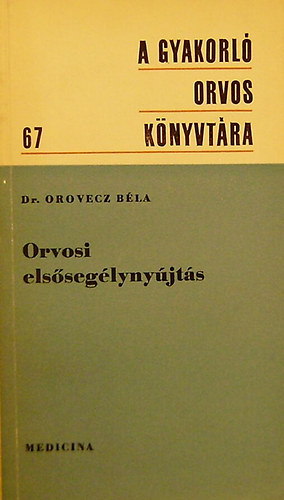 A GYAKORLÓ
ORVOS
67 KÖNYVTÁRA
Dr. OROVECZ BÉLA
Orvosi
elsősegélynyújtás
MEDICINA